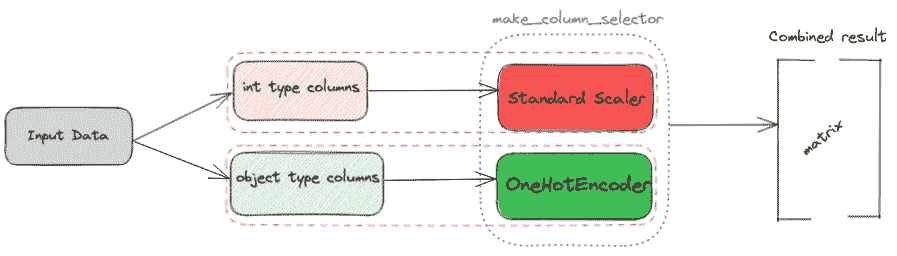 make_column_selector
Combined result
int type columns
Standard Scaler
Input Data
matrix
object type columns
OneHotEncoder